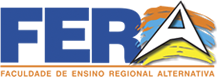 FERA
FACULDADE DE ENSINO REGIONAL ALTERNATIVA